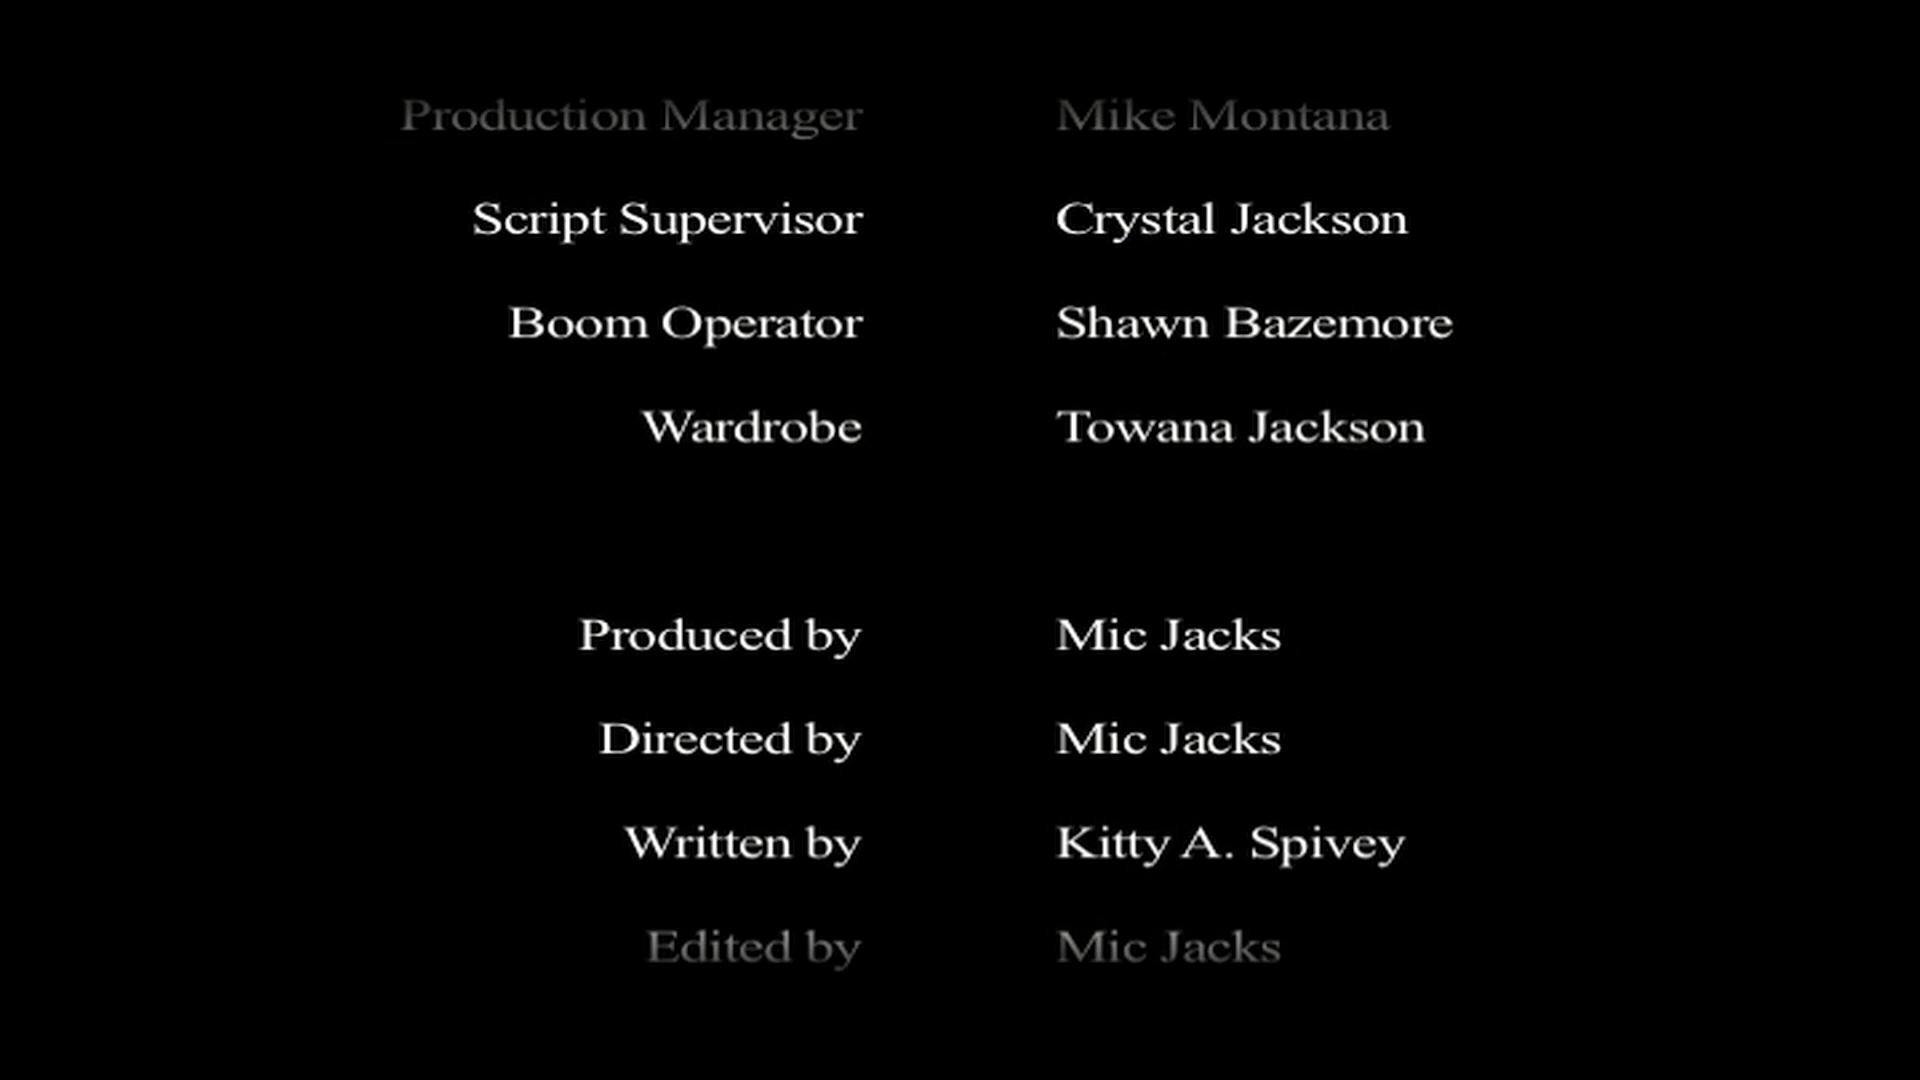 Production Manager Mike Montana
Script Supervisor Crystal Jackson
Boom Operator Shawn Bazemore
Wardrobe Towana Jackson
Produced by Mic Jacks
Directed by Mic Jacks
Written by Kitty A. Spivey
Edited by Mic Jacks